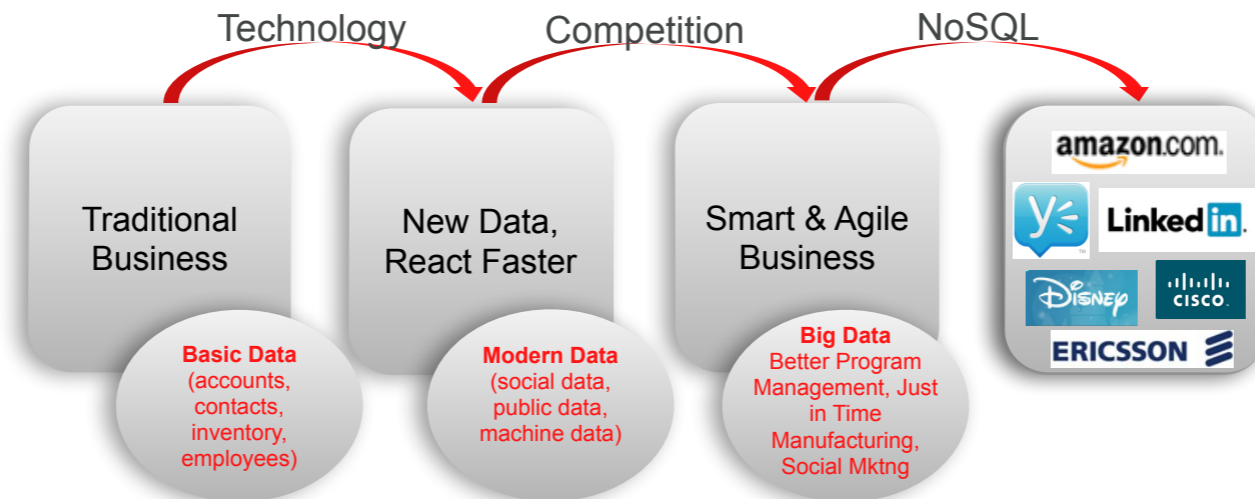 Technology
Competition
NoSQL
Traditional
Business
New Data,
React Faster
Smart & Agile
Business
Basic Data
(accounts,
contacts,
inventory,
employees)
Modern Data
(social data,
public data,
machine data)
Big Data
Better Program
Management, Just
in Time
Manufacturing,
Social Mktng
amazon.com.
y
TM
Linked in.
Disney
CISCO
ERICSSON